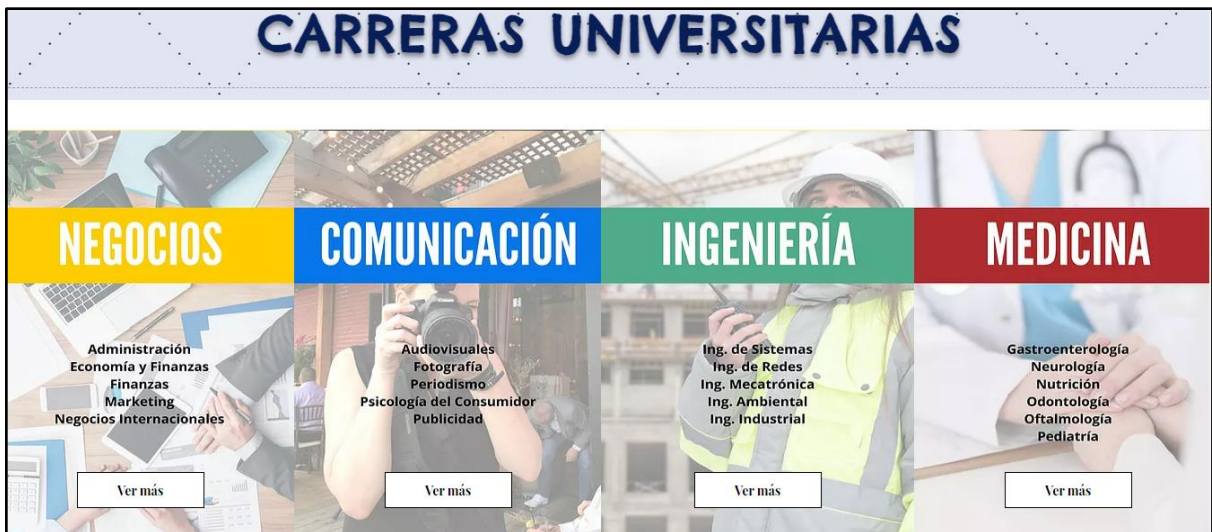 CARRERAS UNIVERSITARIAS
NEGOCIOS
Administración
Economía y Finanzas
Finanzas
Marketing
Negocios Internacionales
Ver más
COMUNICACIÓN
Audiovisuales
Fotografía
Periodismo
Psicología del Consumidor
Publicidad
Ver más
INGENIERÍA
Ing. de Sistemas
Ing. de Redes
Ing. Mecatrónica
Ing. Ambiental
Ing. Industrial
Ver más
MEDICINA
Gastroenterología
Neurología
Nutrición
Odontología
Oftalmología
Pediatría
Ver más